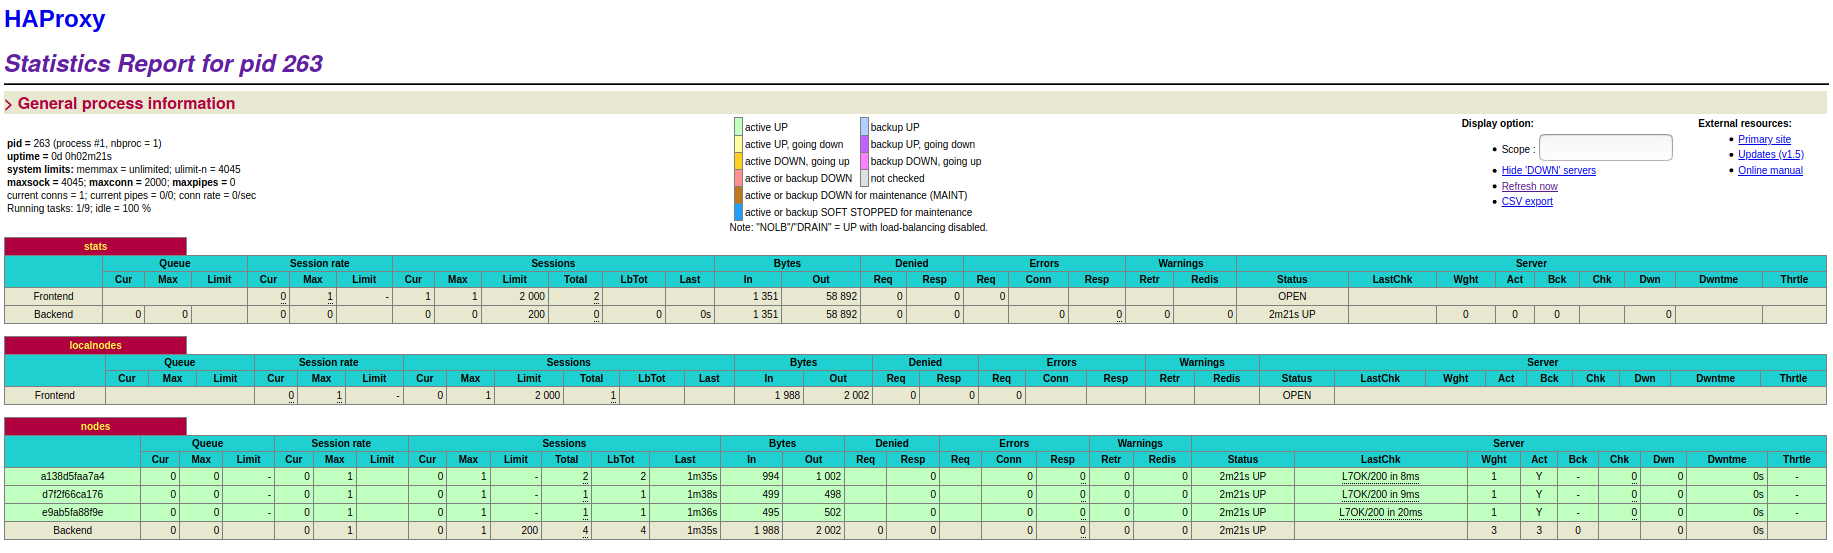 HAProxy
Statistics Report for pid 263
> General process information
pid = 263 (process #1, nbproc = 1)
uptime = 0d 0h02m21s
system limits: memmax = unlimited; ulimit-n = 4045
maxsock = 4045; maxconn = 2000; maxpipes = 0
current conns = 1; current pipes = 0/0; conn rate = 0/sec
Running tasks: 1/9; idle = 100 %
active UP backup UP
active UP, going down backup UP, going down
active DOWN, going up backup DOWN, going up
active or backup DOWN not checked
active or backup DOWN for maintenance (MAINT)
active or backup SOFT STOPPED for maintenance
Note: "NOLB"/"DRAIN" = UP with load-balancing disabled.
Display option:
Scope :
Hide 'DOWN' servers
Refresh now
CSV export
External resources:
Primary site
Updates (v1.5)
Online manual
stats
Queue Session rate Sessions Bytes Denied Errors Warnings Server
Cur Max Limit Cur Max Limit Cur Max Limit Total LbTot Last In Out Req Resp Req Conn Resp Retr Redis Status LastChk Wght Act Bck Chk Dwn Dwntme Thrtle
Frontend 0 1 - 1 1 2 000 2 1 351 58 892 0 0 0 OPEN
Backend 0 0 0 0 0 0 200 0 0 0s 1 351 58 892 0 0 0 0 0 0 2m21s UP 0 0 0 0
localnodes
Queue Session rate Sessions Bytes Denied Errors Warnings Server
Cur Max Limit Cur Max Limit Cur Max Limit Total LbTot Last In Out Req Resp Req Conn Resp Retr Redis Status LastChk Wght Act Bck Chk Dwn Dwntme Thrtle
Frontend 0 1 - 0 1 2 000 1 1 988 2 002 0 0 0 OPEN
nodes
Queue Session rate Sessions Bytes Denied Errors Warnings Server
Cur Max Limit Cur Max Limit Cur Max Limit Total LbTot Last In Out Req Resp Req Conn Resp Retr Redis Status LastChk Wght Act Bck Chk Dwn Dwntme Thrtle
a138d5faa7a4 0 0 - 0 1 0 1 - 2 2 1m35s 994 1 002 0 0 0 0 0 2m21s UP L7OK/200 in 8ms 1 Y - 0 0 0s -
d7f2f66ca176 0 0 - 0 1 0 1 - 1 1 1m38s 499 498 0 0 0 0 0 2m21s UP L7OK/200 in 9ms 1 Y - 0 0 0s -
e9ab5fa88f9e 0 0 - 0 1 0 1 - 1 1 1m36s 495 502 0 0 0 0 0 2m21s UP L7OK/200 in 20ms 1 Y - 0 0 0s -
Backend 0 0 0 1 0 1 200 4 4 1m35s 1 988 2 002 0 0 0 0 0 0 2m21s UP 3 3 0 0 0s